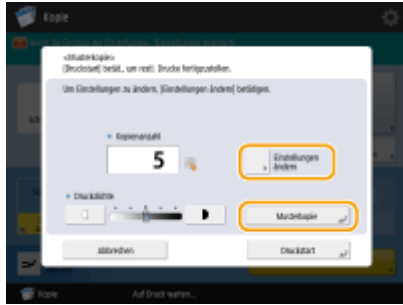 Kopie
<Musterkopie>
[Druckstart] betät., um restl. Drucke fertigzustellen.
Um Einstellungen zu ändern, [Einstellungen ändern] betätigen.
Kopienanzahl
5
Einstellungen
ändern
Druckdichte
Musterkopie
Abbrechen
Druckstart
Kopie
Auf Druck warten...